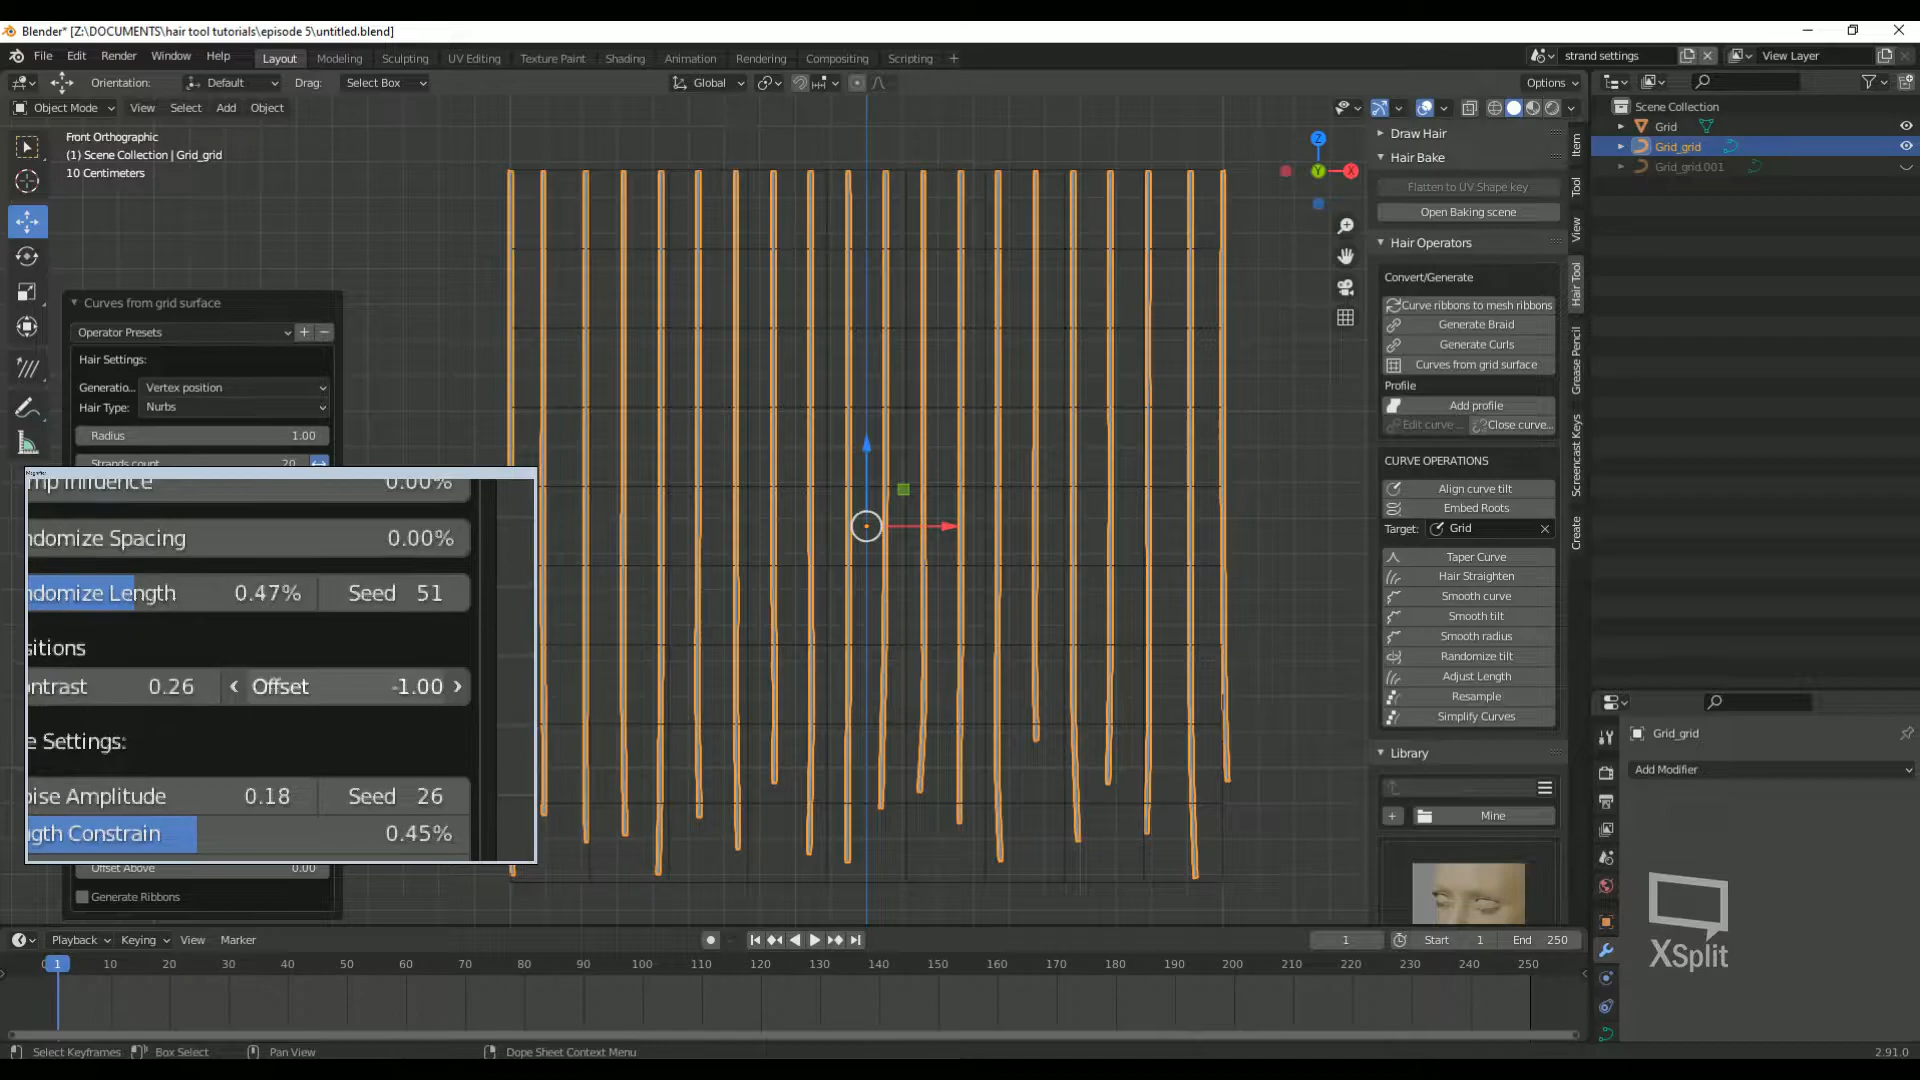 Blender* [Z:\DOCUMENTS\hair tool tutorials\episode 5\untitled.blend]
File Edit Render Window Help Layout Modeling Sculpting UV Editing Texture Paint Shading Animation Rendering Compositing Scripting + strand settings View Layer
Orientation: Default Drag: Select Box Global Options
Object Mode View Select Add Object
Front Orthographic
(1) Scene Collection | Grid_grid
10 Centimeters
Z
X
Y
Curves from grid surface
Operator Presets + −
Hair Settings:
Generatio... Vertex position
Hair Type: Nurbs
Radius 1.00
Strands count 20
mp Influence 0.00%
ndomize Spacing 0.00%
ndomize Length 0.47% Seed 51
sitions
ntrast 0.26 Offset -1.00
e Settings:
oise Amplitude 0.18 Seed 26
ngth Constrain 0.45%
Offset Above 0.00
Generate Ribbons
Draw Hair
Hair Bake
Flatten to UV Shape key
Open Baking scene
Hair Operators
Convert/Generate
Curve ribbons to mesh ribbons
Generate Braid
Generate Curls
Curves from grid surface
Profile
Add profile
Edit curve ... Close curve...
CURVE OPERATIONS
Align curve tilt
Embed Roots
Target: Grid
Taper Curve
Hair Straighten
Smooth curve
Smooth tilt
Smooth radius
Randomize tilt
Adjust Length
Resample
Simplify Curves
Library
+ Mine
Item
Tool
View
Hair Tool
Grease Pencil
Screencast Keys
Create
Scene Collection
Grid
Grid_grid
Grid_grid.001
Grid_grid
Add Modifier
XSplit
Playback Keying View Marker 1 Start 1 End 250
0 1 10 20 30 40 50 60 70 80 90 100 110 120 130 140 150 160 170 180 190 200 210 220 230 240 250
Select Keyframes Box Select Pan View Dope Sheet Context Menu 2.91.0